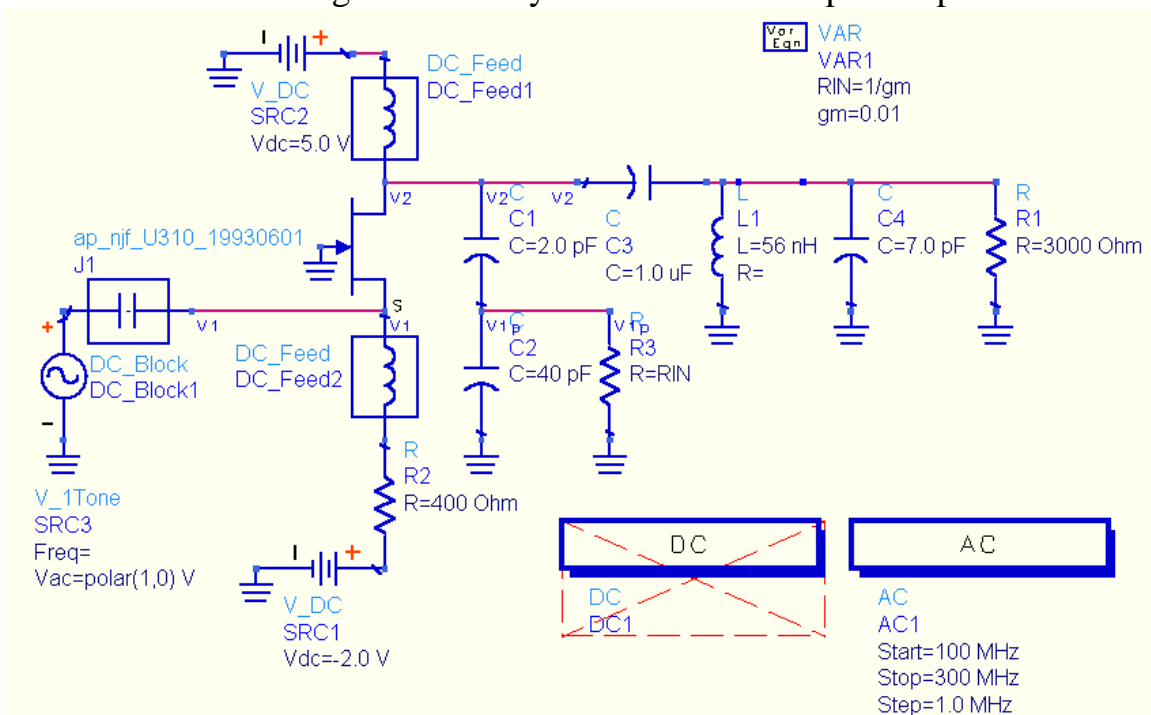 I
+
V_DC
SRC2
Vdc=5.0 V
DC_Feed
DC_Feed1
Var
Eqn
VAR
VAR1
RIN=1/gm
gm=0.01
V2
V2
V2
C
C1
C=2.0 pF
C
C3
C=1.0 uF
L
L1
L=56 nH
R=
C
C4
C=7.0 pF
R
R1
R=3000 Ohm
ap_njf_U310_19930601
J1
S
V1
V1
+
-
DC_Block
DC_Block1
DC_Feed
DC_Feed2
V1p
C
C2
C=40 pF
V1p
R
R3
R=RIN
R
R2
R=400 Ohm
V_1Tone
SRC3
Freq=
Vac=polar(1,0) V
I
+
V_DC
SRC1
Vdc=-2.0 V
DC
DC
DC1
AC
AC
AC1
Start=100 MHz
Stop=300 MHz
Step=1.0 MHz